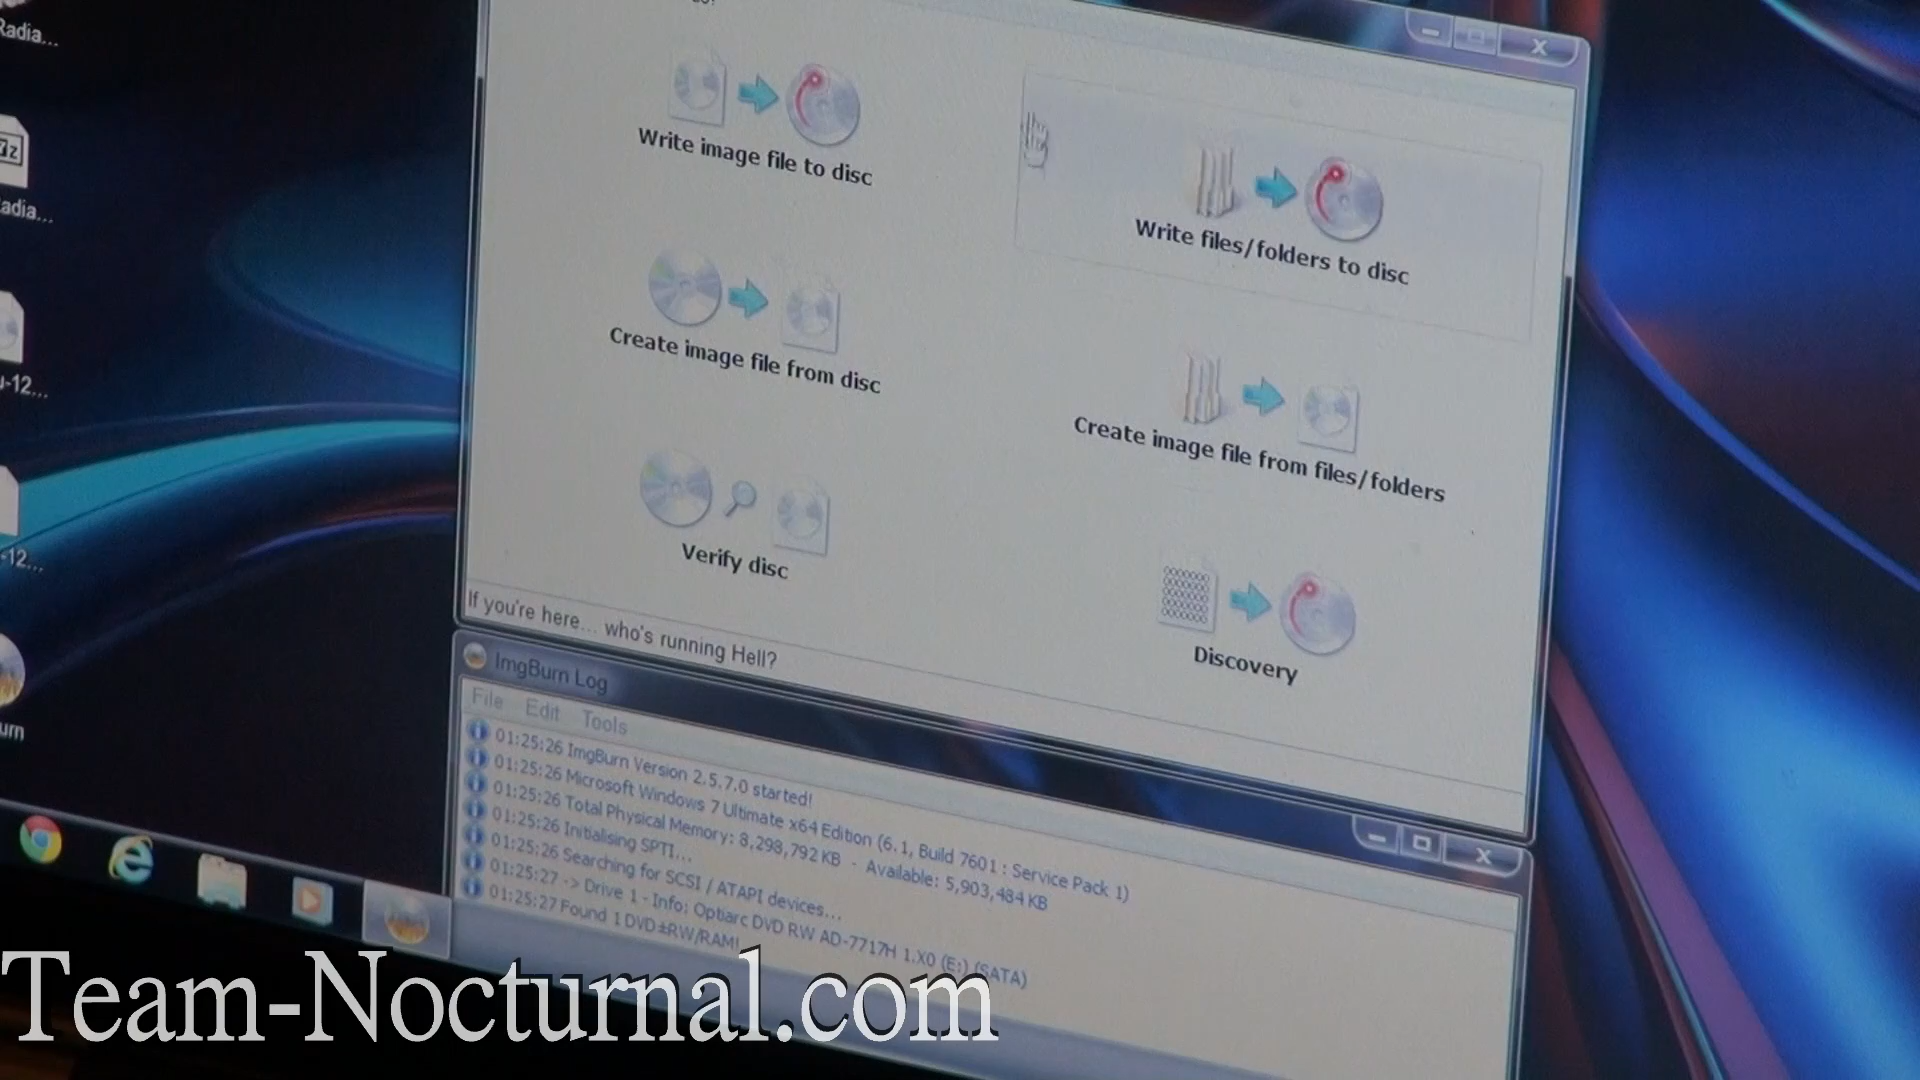 Radia...
7z
adia...
-12...
-12...
urn
Write image file to disc
Write files/folders to disc
Create image file from disc
Create image file from files/folders
Verify disc
Discovery
If you're here... who's running Hell?
ImgBurn Log
File Edit Tools
01:25:26 ImgBurn Version 2.5.7.0 started!
01:25:26 Microsoft Windows 7 Ultimate x64 Edition (6.1, Build 7601 : Service Pack 1)
01:25:26 Total Physical Memory: 8,298,792 KB - Available: 5,903,484 KB
01:25:26 Initialising SPTI...
01:25:26 Searching for SCSI / ATAPI devices...
01:25:27 -> Drive 1 - Info: Optiarc DVD RW AD-7717H 1.X0 (E:) (SATA)
01:25:27 Found 1 DVD±RW/RAM!
Team-Nocturnal.com